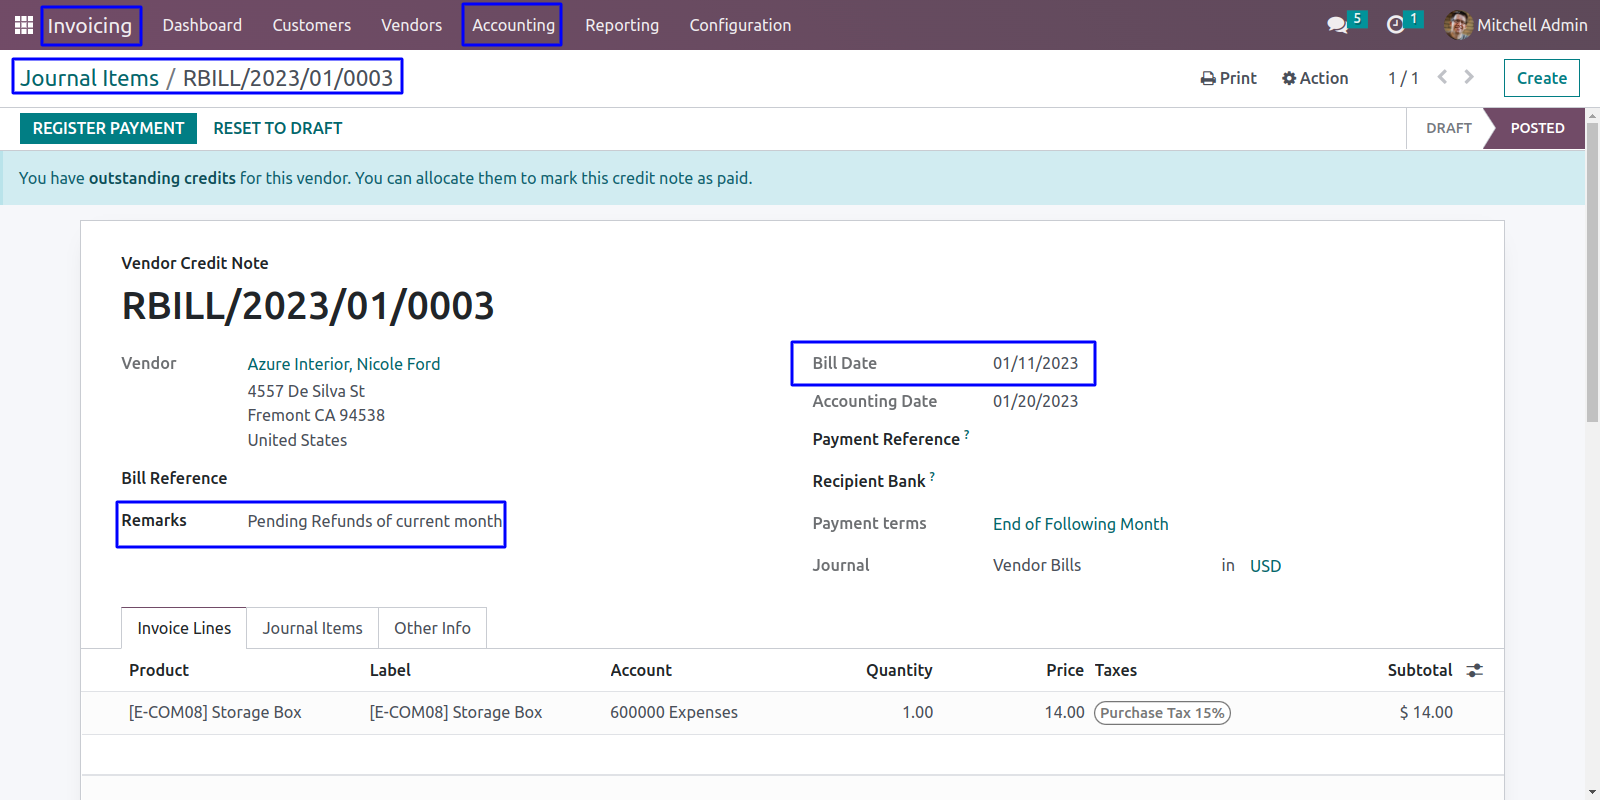 Invoicing Dashboard Customers Vendors Accounting Reporting Configuration 5 1 Mitchell Admin
Journal Items / RBILL/2023/01/0003 Print Action 1 / 1 Create
REGISTER PAYMENT RESET TO DRAFT DRAFT POSTED
You have outstanding credits for this vendor. You can allocate them to mark this credit note as paid.
Vendor Credit Note
RBILL/2023/01/0003
Vendor Azure Interior, Nicole Ford
4557 De Silva St
Fremont CA 94538
United States
Bill Reference
Remarks Pending Refunds of current month
Bill Date 01/11/2023
Accounting Date 01/20/2023
Payment Reference ?
Recipient Bank ?
Payment terms End of Following Month
Journal Vendor Bills in USD
Invoice Lines Journal Items Other Info
Product Label Account Quantity Price Taxes Subtotal
[E-COM08] Storage Box [E-COM08] Storage Box 600000 Expenses 1.00 14.00 Purchase Tax 15% $ 14.00